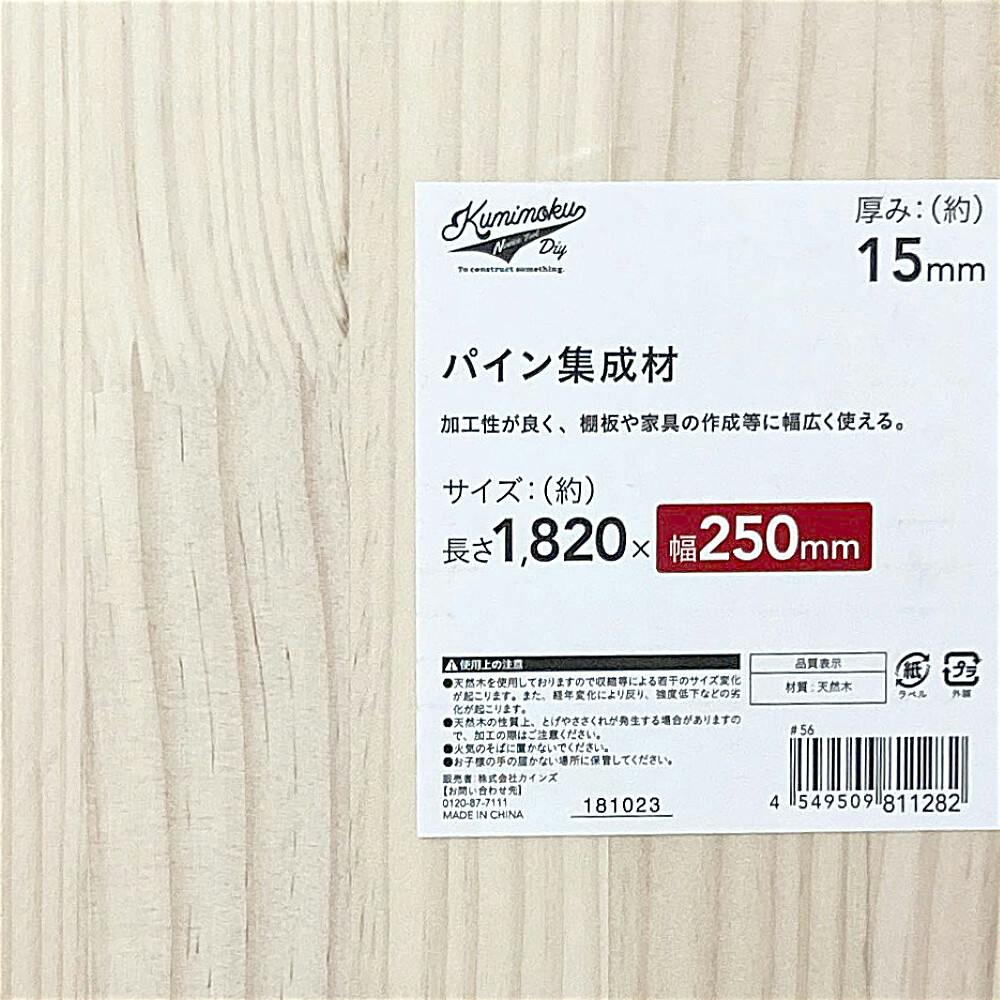 Kumimoku
Diy
To construct something.
厚み：(約)
15mm
パイン集成材
加工性が良く、棚板や家具の作成等に幅広く使える。
サイズ：(約)
長さ1,820×幅250mm
使用上の注意
●天然木を使用しておりますので収縮等による若干のサイズ変化
が起こります。また、経年変化により反り、強度低下などの劣
化が起こります。
●天然木の性質上、とげやささくれが発生する場合がありますの
で、加工の際はご注意ください。
●火気のそばに置かないでください。
●お子様の手の届かない場所に保管してください。
販売者：株式会社カインズ
【お問い合わせ先】
0120-87-7111
MADE IN CHINA
181023
品質表示
材質：天然木
紙
ラベル
プラ
外装
#56
4 549509 811282